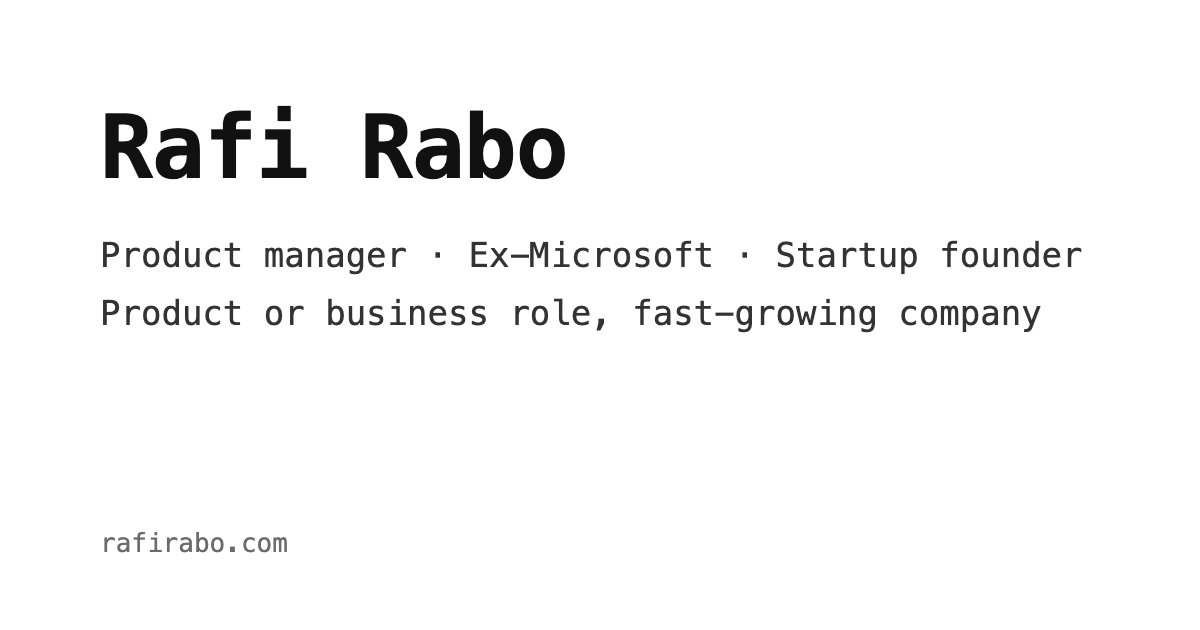 Rafi Rabo
Product manager · Ex–Microsoft · Startup founder
Product or business role, fast–growing company
rafirabo.com